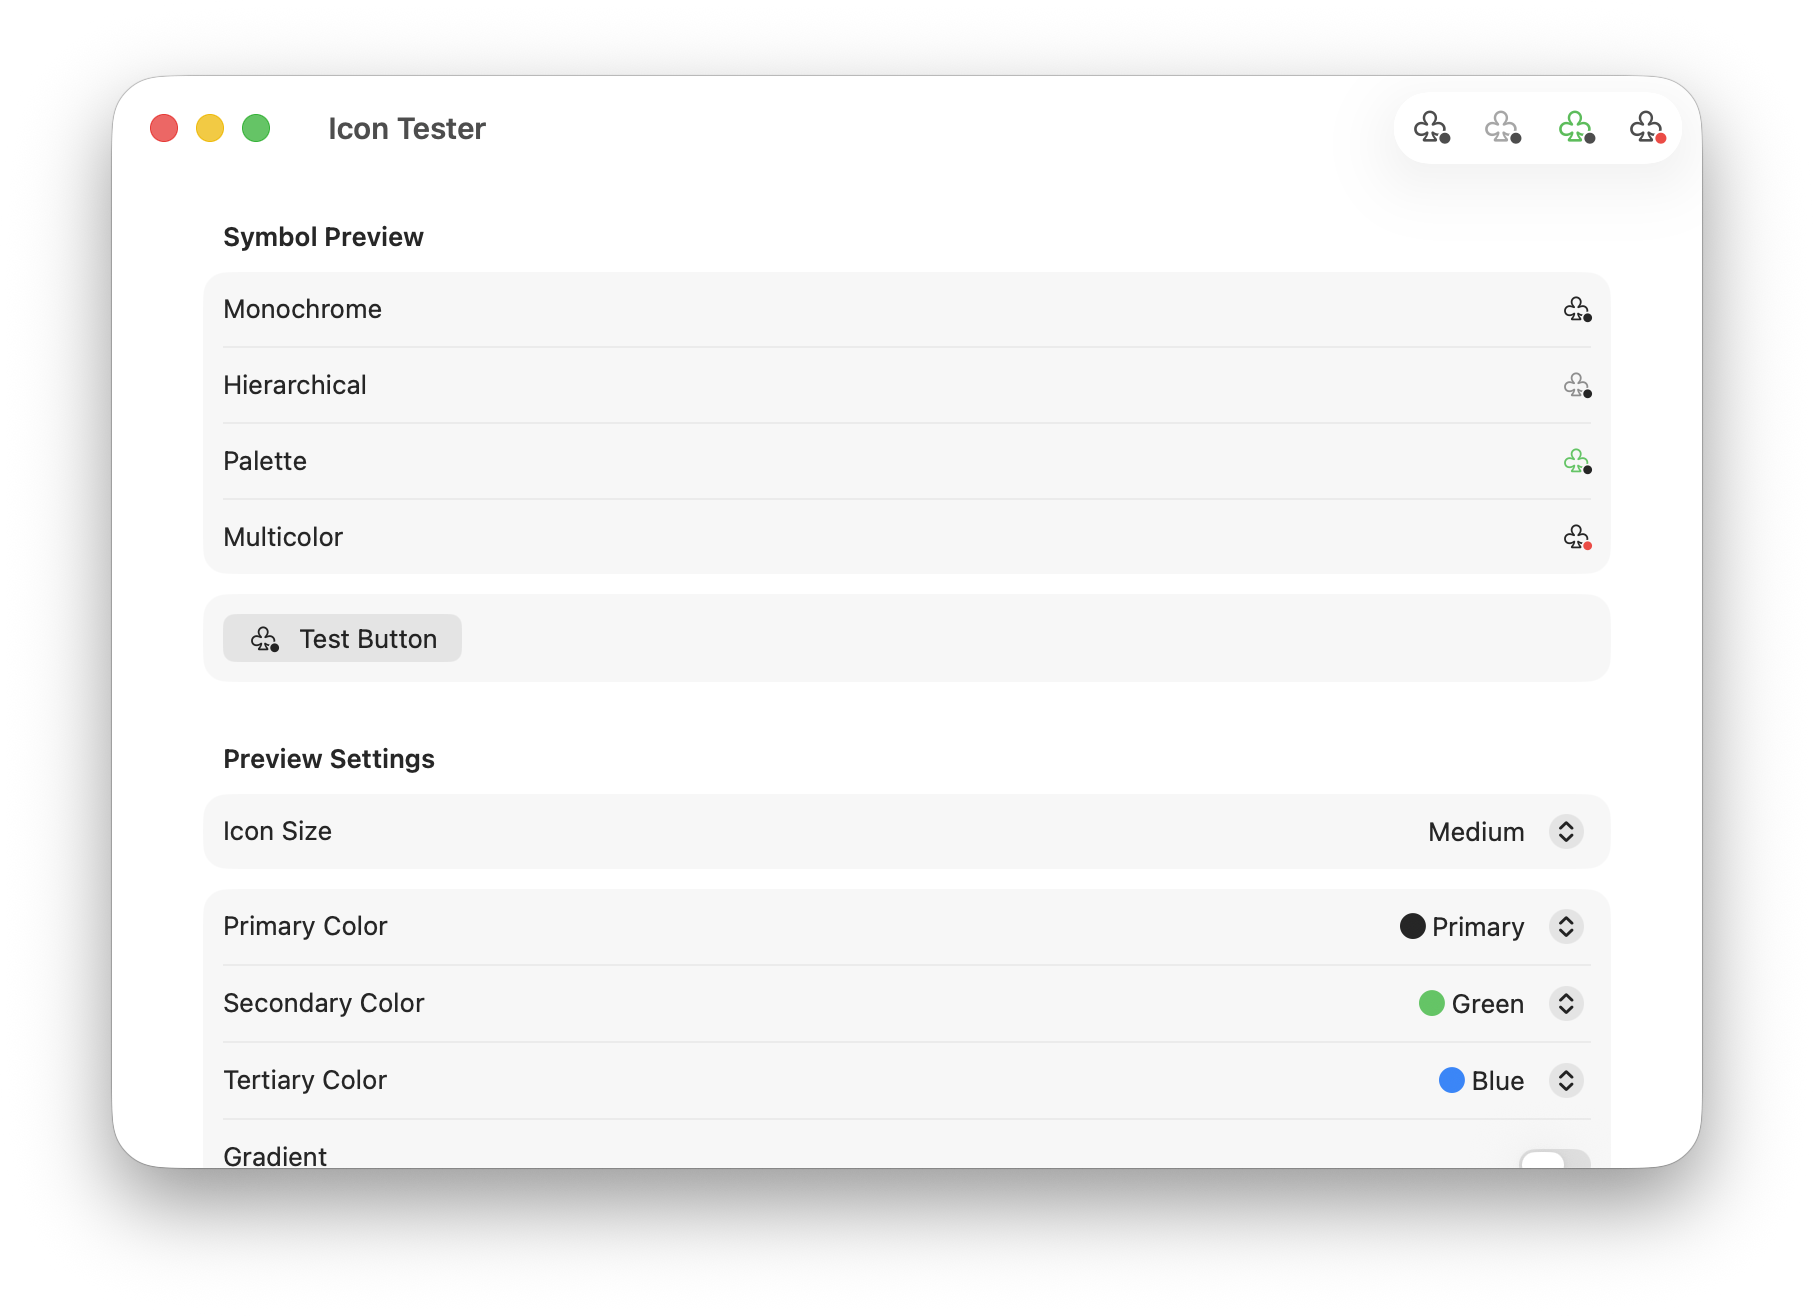 Icon Tester
Symbol Preview
Monochrome
Hierarchical
Palette
Multicolor
Test Button
Preview Settings
Icon Size
Medium
Primary Color
Primary
Secondary Color
Green
Tertiary Color
Blue
Gradient